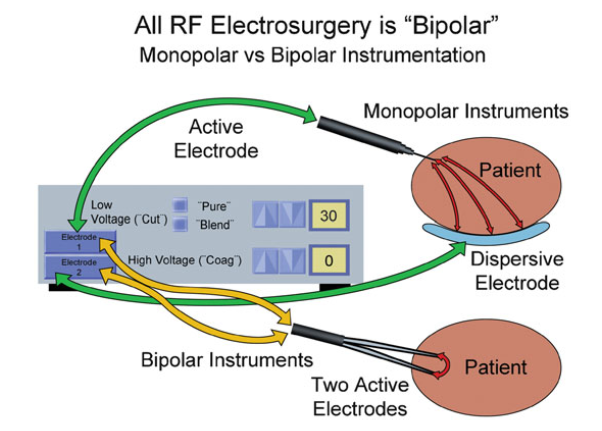 All RF Electrosurgery is “Bipolar”
Monopolar vs Bipolar Instrumentation
Monopolar Instruments
Active
Electrode
Patient
Low
Voltage (¨Cut¨)
¨Pure¨
¨Blend¨
30
Electrode
1
Electrode
2
High Voltage (¨Coag¨)
0
Dispersive
Electrode
Bipolar Instruments
Two Active
Electrodes
Patient